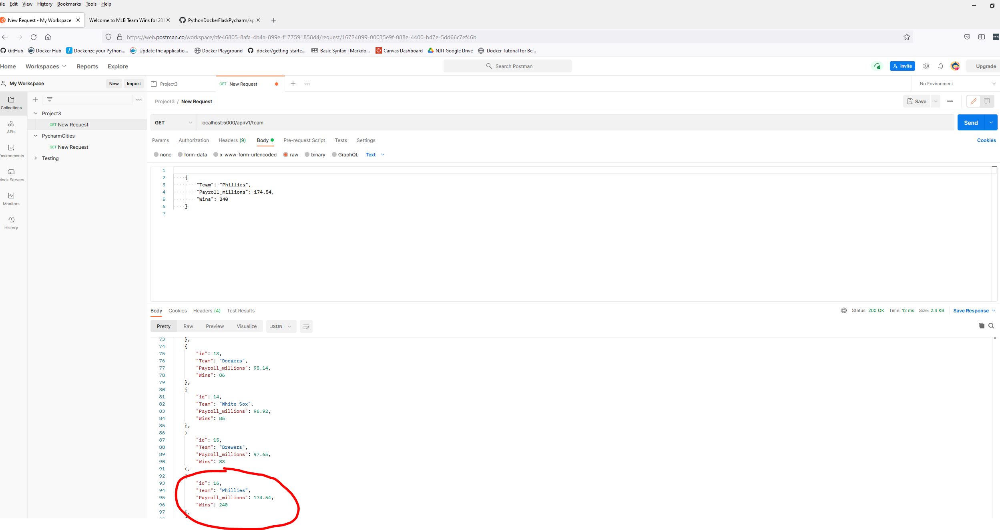 ile Edit View History Bookmarks Tools Help
New Request - My Workspace Welcome to MLB Team Wins for 201 PythonDockerFlaskPycharm/ap
https://web.postman.co/workspace/bfe46805-8afa-4b4a-899e-f177591858d4/request/16724099-00035e9f-088e-4400-b47e-5dd66c7ef46b
GitHub Docker Hub Dockerize your Python... Update the applicatio... Docker Playground docker/getting-starte... Basic Syntax | Markdo... Canvas Dashboard NJIT Google Drive Docker Tutorial for Be...
Home Workspaces Reports Explore Search Postman Invite Upgrade
My Workspace New Import Project3 GET New Request No Environment
Collections
Project3 / New Request Save
Project3
GET New Request
GET localhost:5000/api/v1/team Send
APIs
PycharmCities
GET New Request
Params Authorization Headers (9) Body Pre-request Script Tests Settings Cookies
nvironments
none form-data x-www-form-urlencoded raw binary GraphQL Text
Testing
Mock Servers
Monitors
History
1
2 {
3 "Team": "Phillies",
4 "Payroll_millions": 174.54,
5 "Wins": 240
6 }
7
Body Cookies Headers (4) Test Results Status: 200 OK Time: 12 ms Size: 2.4 KB Save Response
Pretty Raw Preview Visualize JSON
73 },
74 {
75 "id": 13,
76 "Team": "Dodgers",
77 "Payroll_millions": 95.14,
78 "Wins": 86
79 },
80 {
81 "id": 14,
82 "Team": "White Sox",
83 "Payroll_millions": 96.92,
84 "Wins": 85
85 },
86 {
87 "id": 15,
88 "Team": "Brewers",
89 "Payroll_millions": 97.65,
90 "Wins": 83
91 },
92 {
93 "id": 16,
94 "Team": "Phillies",
95 "Payroll_millions": 174.54,
96 "Wins": 240
97 },